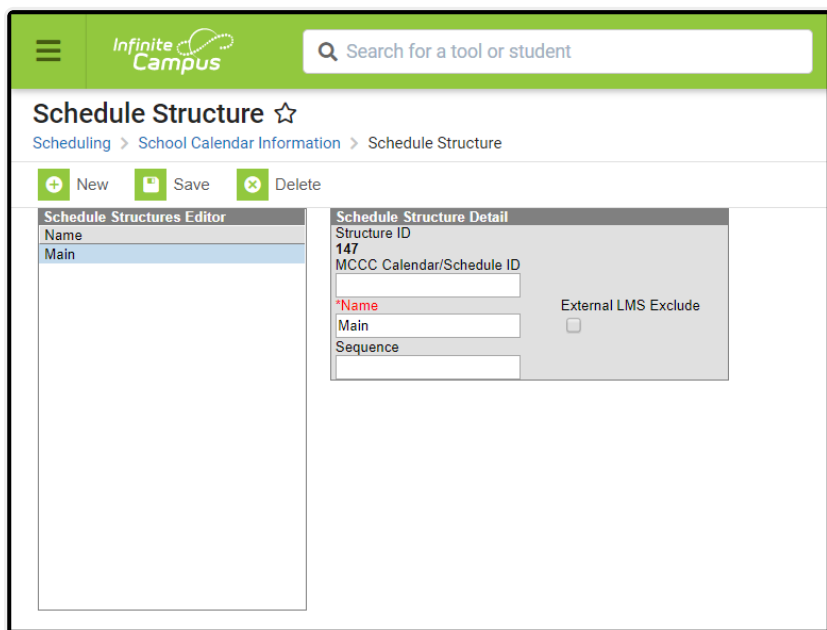 Infinite
Campus
Search for a tool or student
Schedule Structure
Scheduling > School Calendar Information > Schedule Structure
New Save Delete
Schedule Structures Editor
Name
Main
Schedule Structure Detail
Structure ID
147
MCCC Calendar/Schedule ID
*Name External LMS Exclude
Main
Sequence